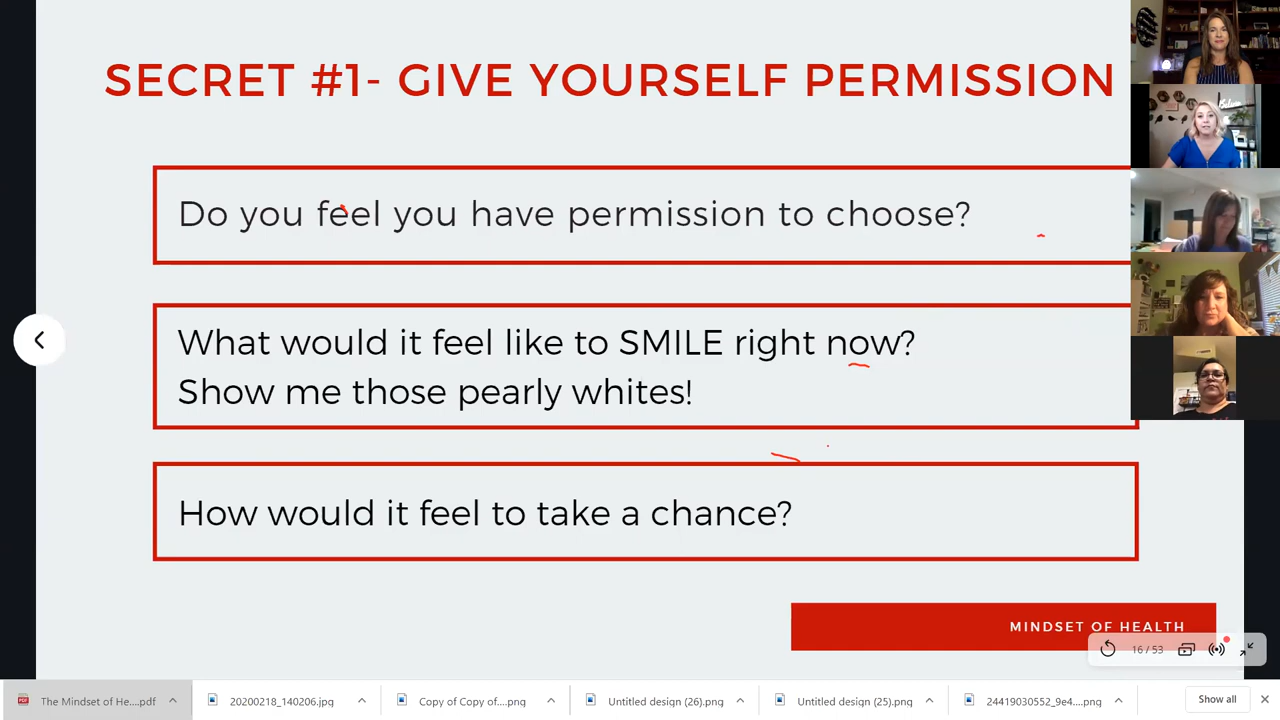 SECRET #1- GIVE YOURSELF PERMISSION
Do you feel you have permission to choose?
What would it feel like to SMILE right now?
Show me those pearly whites!
How would it feel to take a chance?
MINDSET OF HEALTH
16 / 53
The Mindset of He....pdf
20200218_140206.jpg
Copy of Copy of....png
Untitled design (26).png
Untitled design (25).png
24419030552_9e4....png
Show all